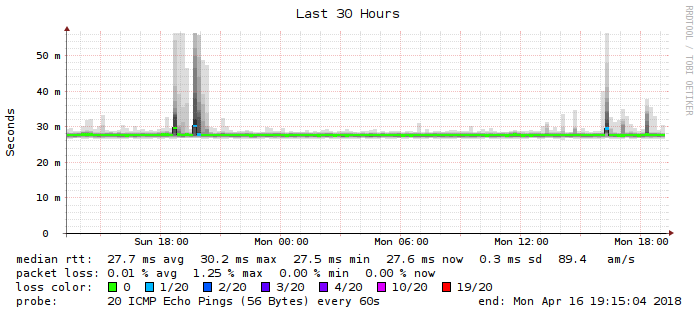 Last 30 Hours
RRDTOOL / TOBI OETIKER
Seconds
50 m
40 m
30 m
20 m
10 m
0
Sun 18:00 Mon 00:00 Mon 06:00 Mon 12:00 Mon 18:00
median rtt: 27.7 ms avg 30.2 ms max 27.5 ms min 27.6 ms now 0.3 ms sd 89.4 am/s
packet loss: 0.01 % avg 1.25 % max 0.00 % min 0.00 % now
loss color: 0 1/20 2/20 3/20 4/20 10/20 19/20
probe: 20 ICMP Echo Pings (56 Bytes) every 60s end: Mon Apr 16 19:15:04 2018